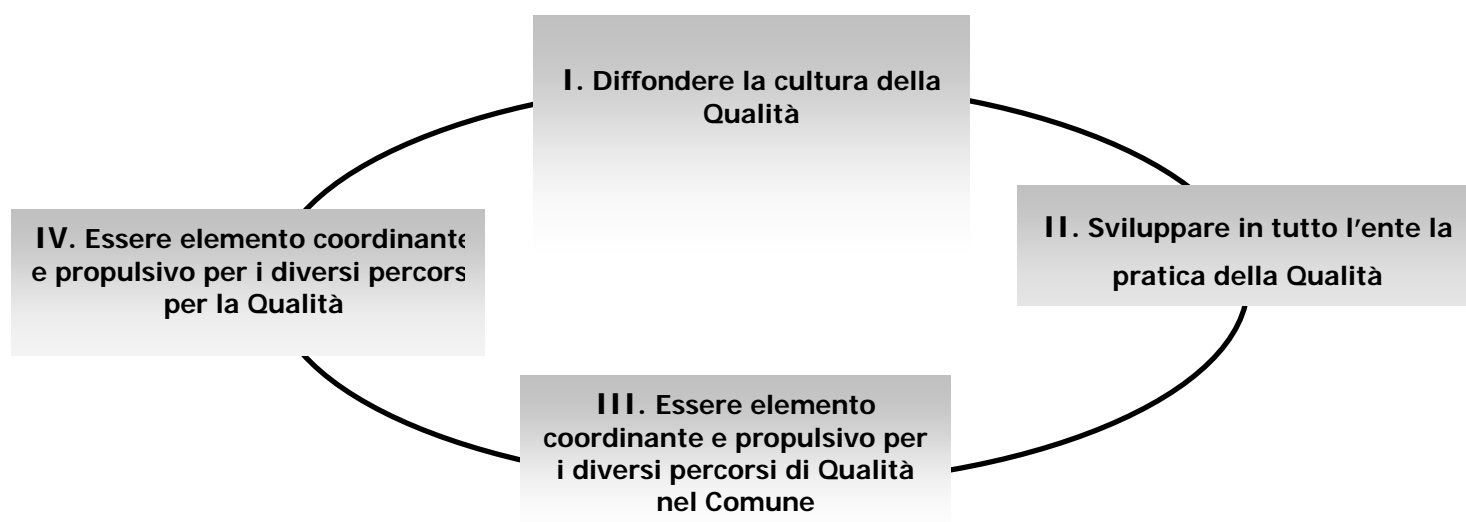 I. Diffondere la cultura della
Qualità
II. Sviluppare in tutto l'ente la
pratica della Qualità
III. Essere elemento
coordinante e propulsivo per
i diversi percorsi di Qualità
nel Comune
IV. Essere elemento coordinante
e propulsivo per i diversi percorsi
per la Qualità